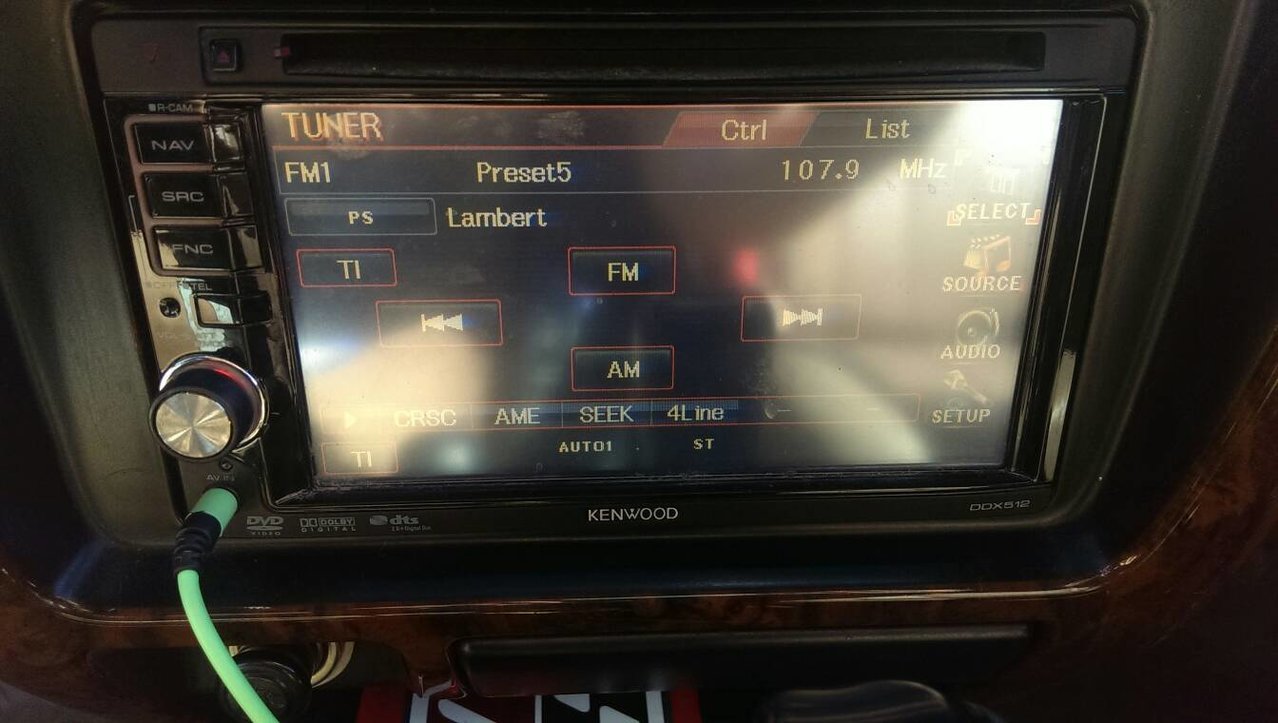 R-CAM
TUNER Ctrl List
NAV
FM1 Preset5 107.9 MHz
SRC
PS Lambert SELECT
FNC
TI FM
SOURCE
TEL
AM AUDIO
CRSC AME SEEK 4Line SETUP
TI AUTO1 ST
AV-IN
DVD VIDEO DOLBY DIGITAL dts KENWOOD DDX512